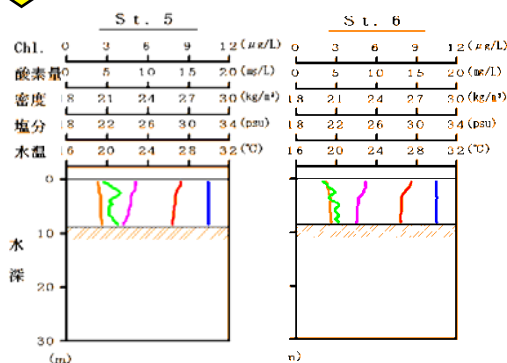 St. 5
Chl. 0 3 6 9 12 (μg/L)
酸素量 0 5 10 15 20 (mg/L)
密度 18 21 24 27 30 (kg/m³)
塩分 18 22 26 30 34 (psu)
水温 16 20 24 28 32 (℃)
0
10
20
30
水深
(m)
St. 6
0 3 6 9 12 (μg/L)
0 5 10 15 20 (mg/L)
18 21 24 27 30 (kg/m³)
18 22 26 30 34 (psu)
16 20 24 28 32 (℃)
m)